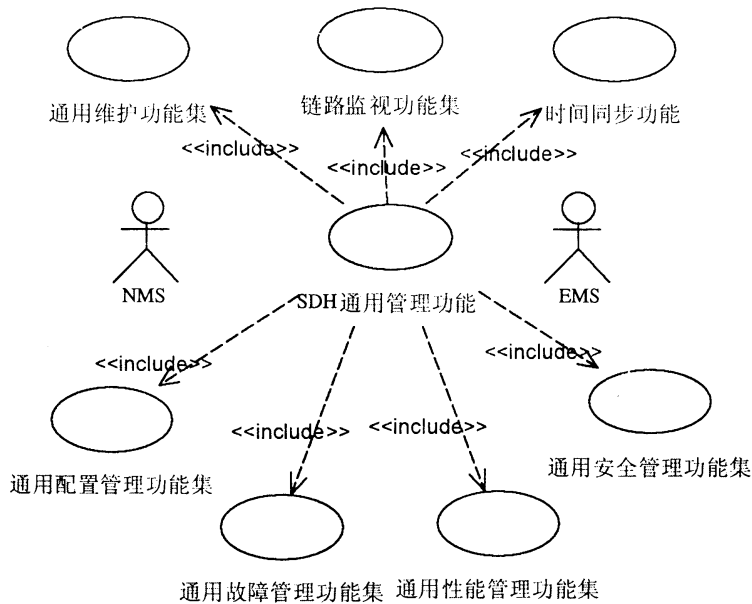 通用维护功能集
链路监视功能集
时间同步功能
<<include>>
<<include>>
<<include>>
NMS
EMS
SDH通用管理功能
<<include>>
<<include>>
<<include>>
<<include>>
通用配置管理功能集
通用安全管理功能集
通用故障管理功能集
通用性能管理功能集